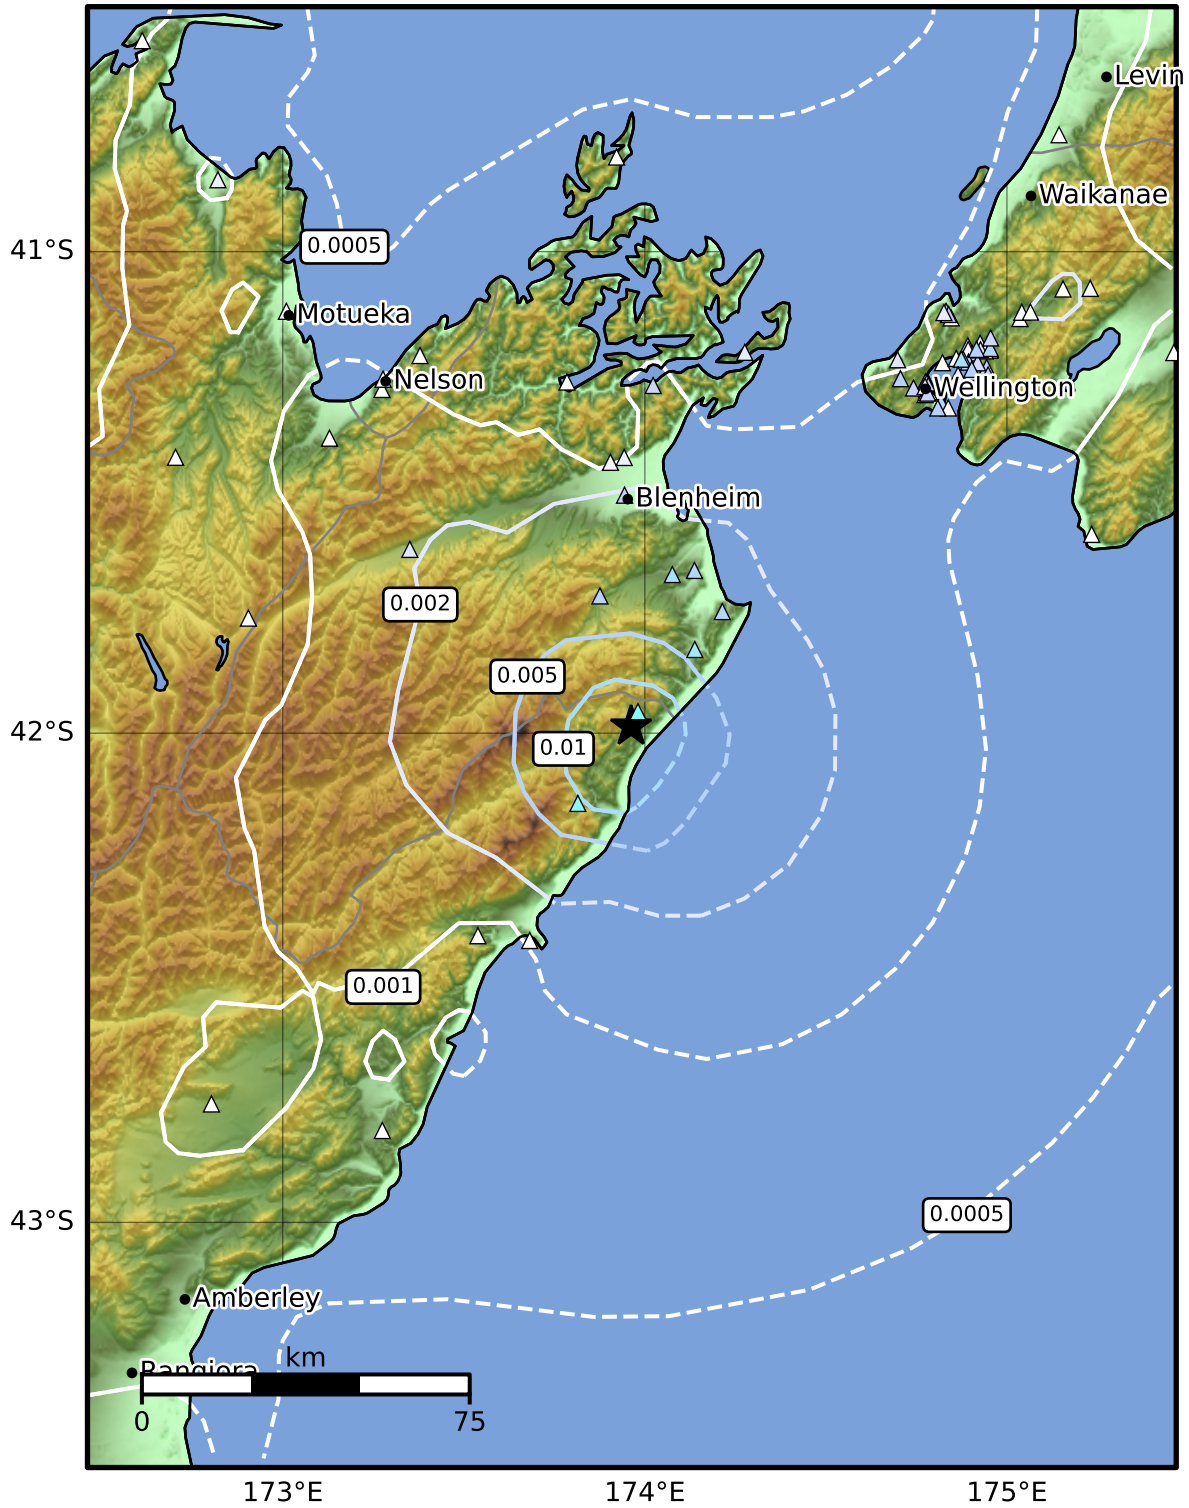 Levin
Waikanae
41°S
0.0005
Motueka
Nelson
Wellington
Blenheim
0.002
0.005
42°S
0.01
0.001
43°S
0.0005
Amberley
Rangiora
km
0
75
173°E
174°E
175°E